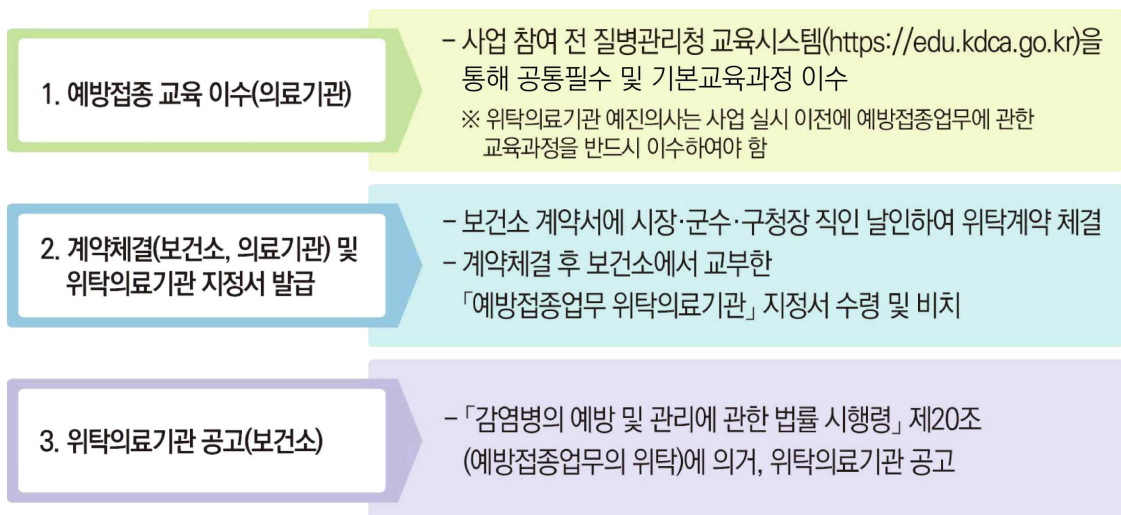 1. 예방접종 교육 이수(의료기관)
– 사업 참여 전 질병관리청 교육시스템(https://edu.kdca.go.kr)을
통해 공통필수 및 기본교육과정 이수
※ 위탁의료기관 예진의사는 사업 실시 이전에 예방접종업무에 관한
교육과정을 반드시 이수하여야 함
2. 계약체결(보건소, 의료기관) 및
위탁의료기관 지정서 발급
– 보건소 계약서에 시장·군수·구청장 직인 날인하여 위탁계약 체결
– 계약체결 후 보건소에서 교부한
「예방접종업무 위탁의료기관」 지정서 수령 및 비치
3. 위탁의료기관 공고(보건소)
– 「감염병의 예방 및 관리에 관한 법률 시행령」 제20조
(예방접종업무의 위탁)에 의거, 위탁의료기관 공고